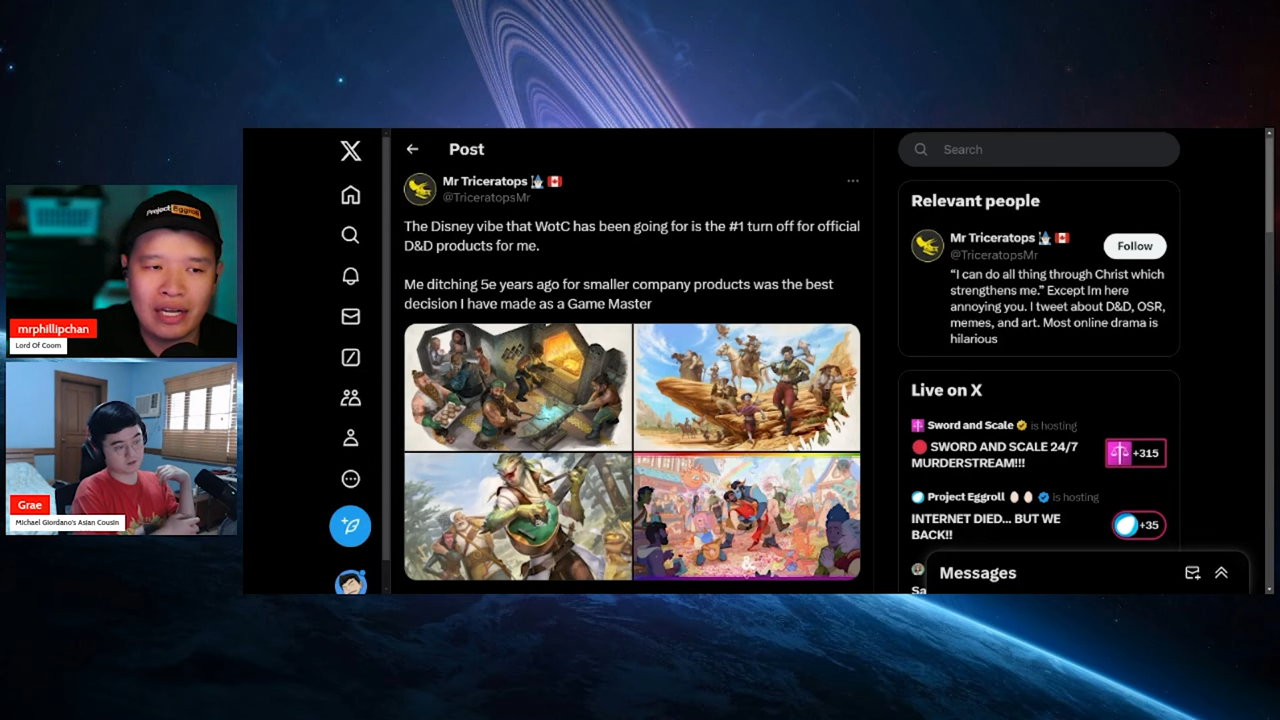 Project Eggroll
mrphillipchan
Lord Of Coom
Grae
Michael Giordano's Asian Cousin
Post
Mr Triceratops
@TriceratopsMr
The Disney vibe that WotC has been going for is the #1 turn off for official
D&D products for me.
Me ditching 5e years ago for smaller company products was the best
decision I have made as a Game Master
&
Search
Relevant people
Mr Triceratops
@TriceratopsMr
Follow
“I can do all thing through Christ which
strengthens me.” Except Im here
annoying you. I tweet about D&D, OSR,
memes, and art. Most online drama is
hilarious
Live on X
Sword and Scale is hosting
SWORD AND SCALE 24/7
MURDERSTREAM!!!
+315
Project Eggroll is hosting
INTERNET DIED... BUT WE
BACK!!
+35
Sa
Messages